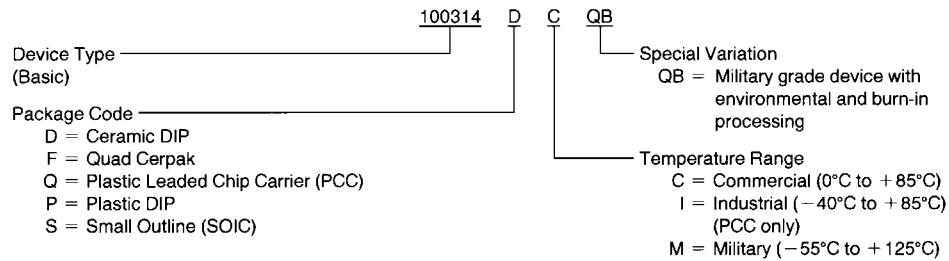 100314 D C QB
Device Type
(Basic)
Package Code
D = Ceramic DIP
F = Quad Cerpak
Q = Plastic Leaded Chip Carrier (PCC)
P = Plastic DIP
S = Small Outline (SOIC)
Special Variation
QB = Military grade device with
environmental and burn-in
processing
Temperature Range
C = Commercial (0°C to +85°C)
I = Industrial (−40°C to +85°C)
(PCC only)
M = Military (−55°C to +125°C)